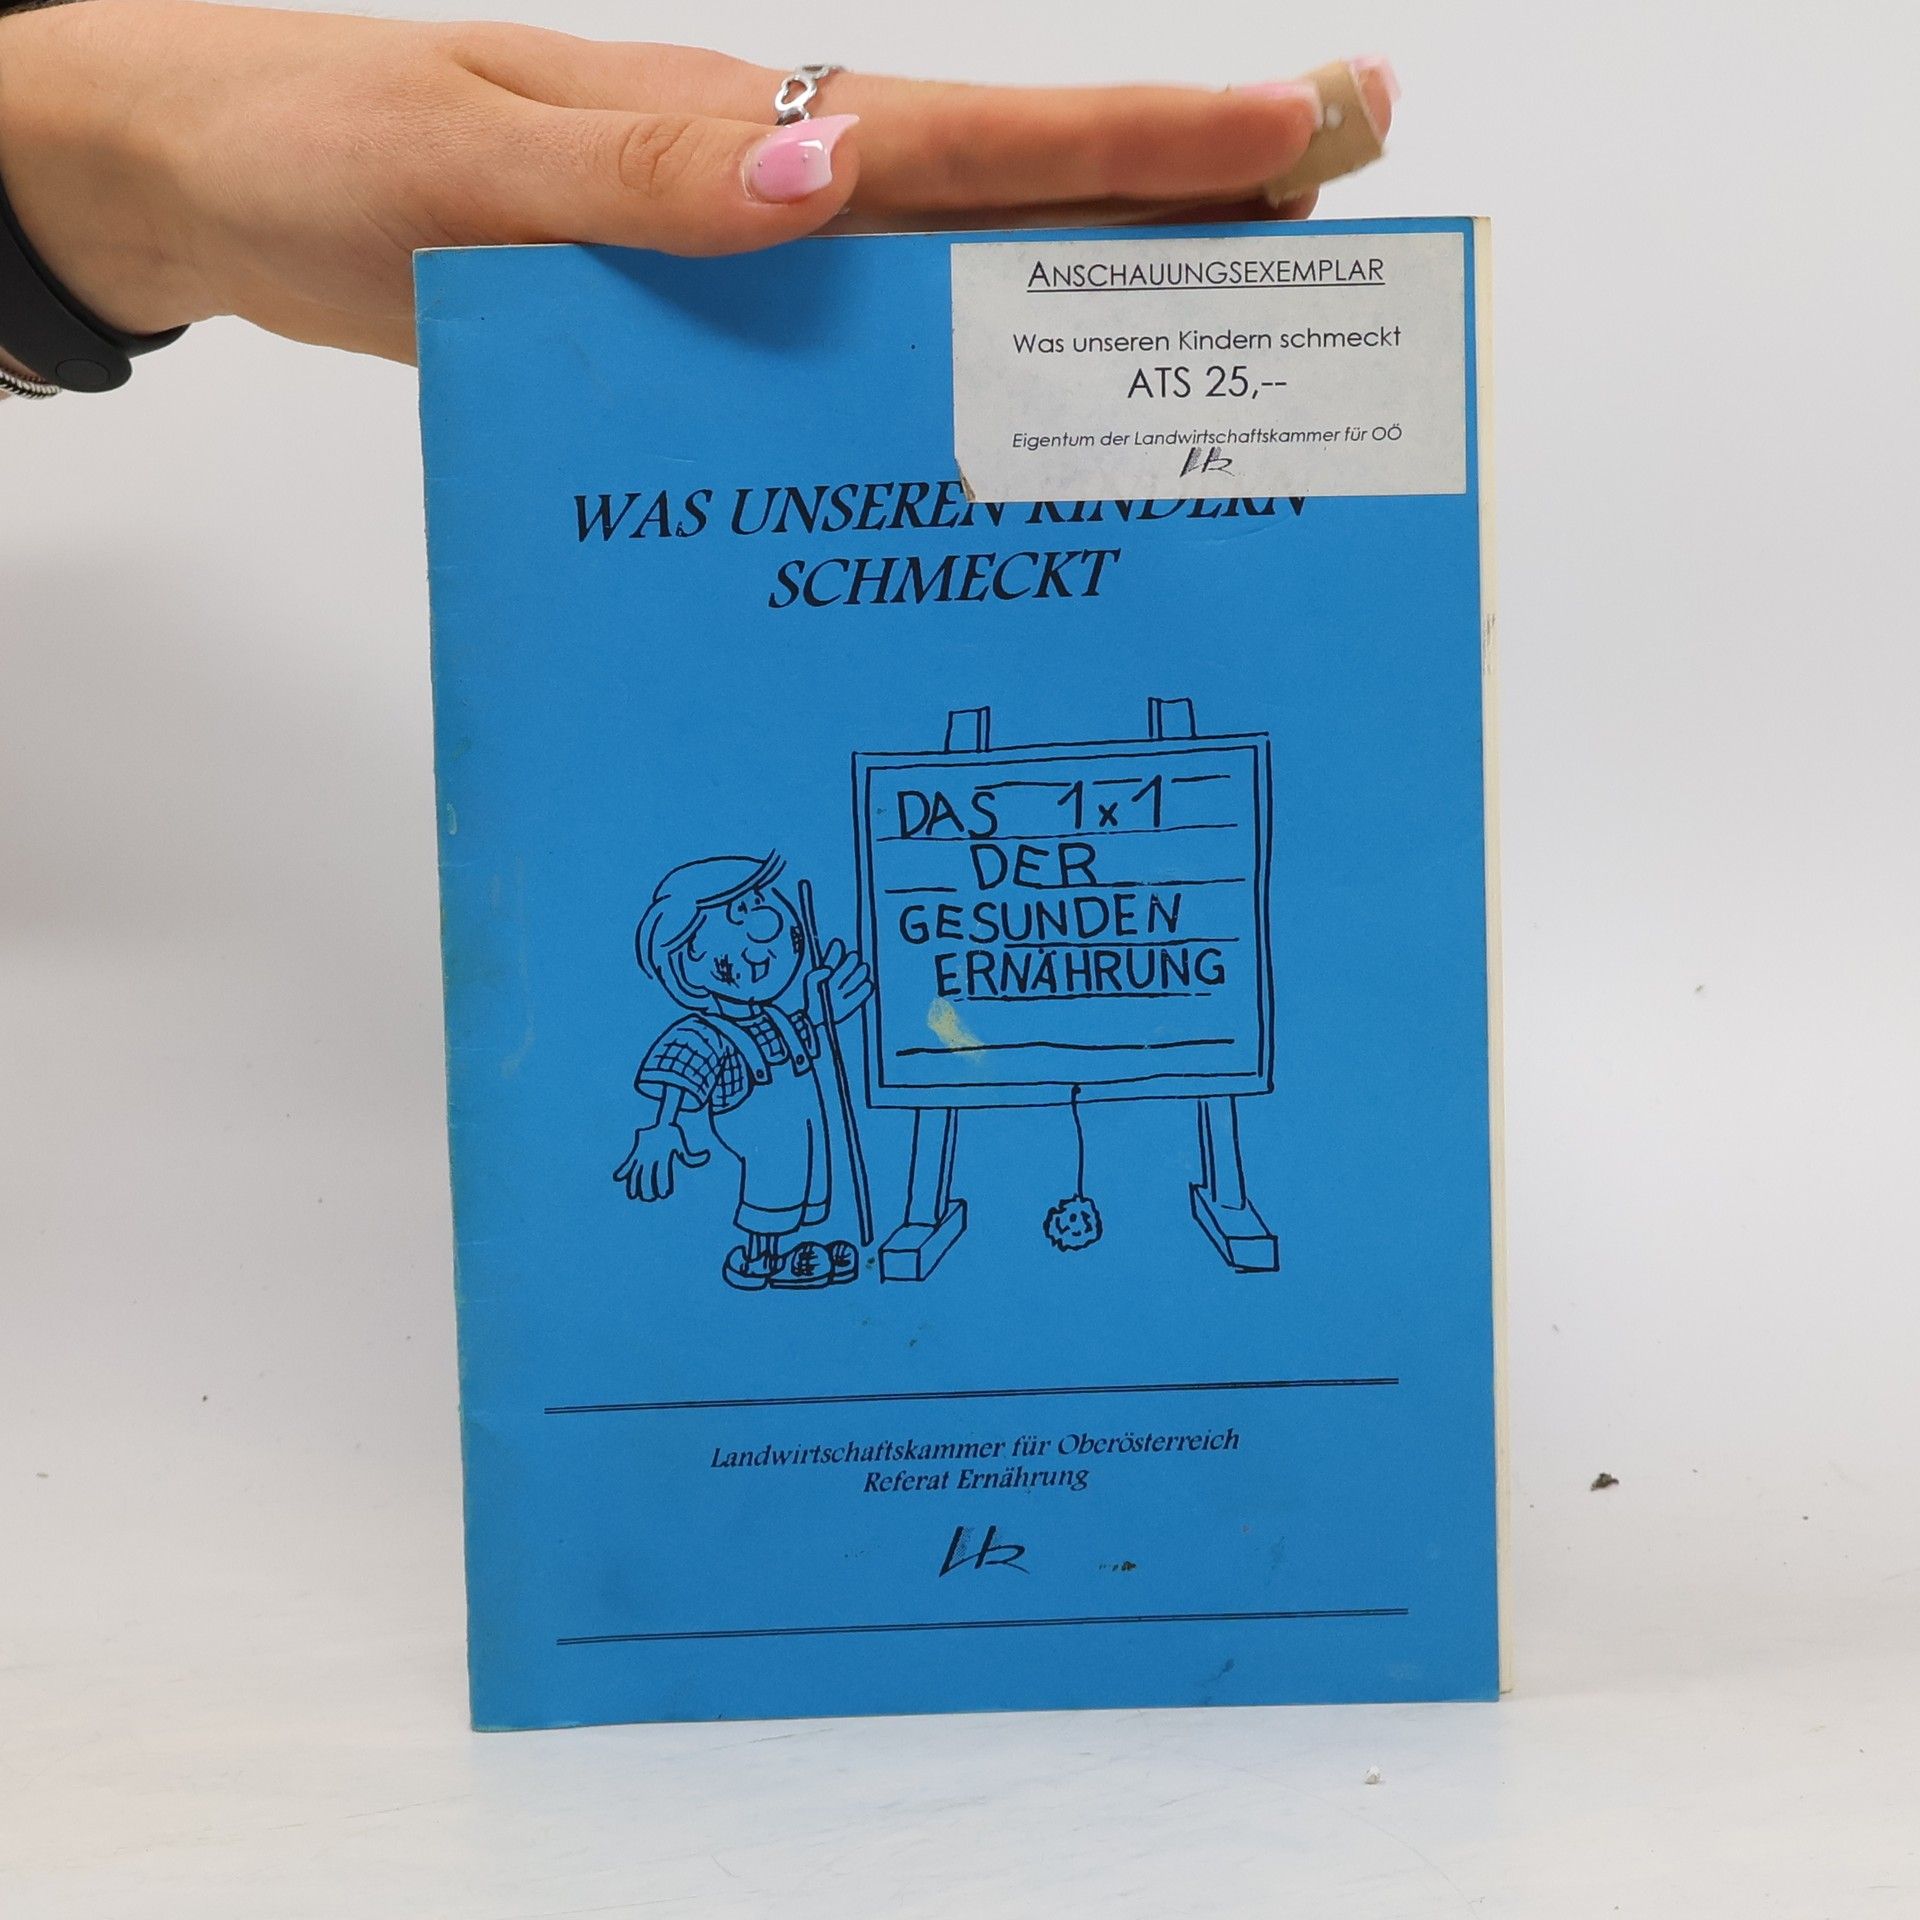 ANSCHAUUNGSEXEMPLAR
Was unseren Kindern schmeckt
ATS 25,--
Eigentum der Landwirtschaftskammer für OÖ
WAS UNSEREN KINDERN
SCHMECKT
DAS 1x1
DER
GESUNDEN
ERNÄHRUNG
Landwirtschaftskammer für Oberösterreich
Referat Ernährung